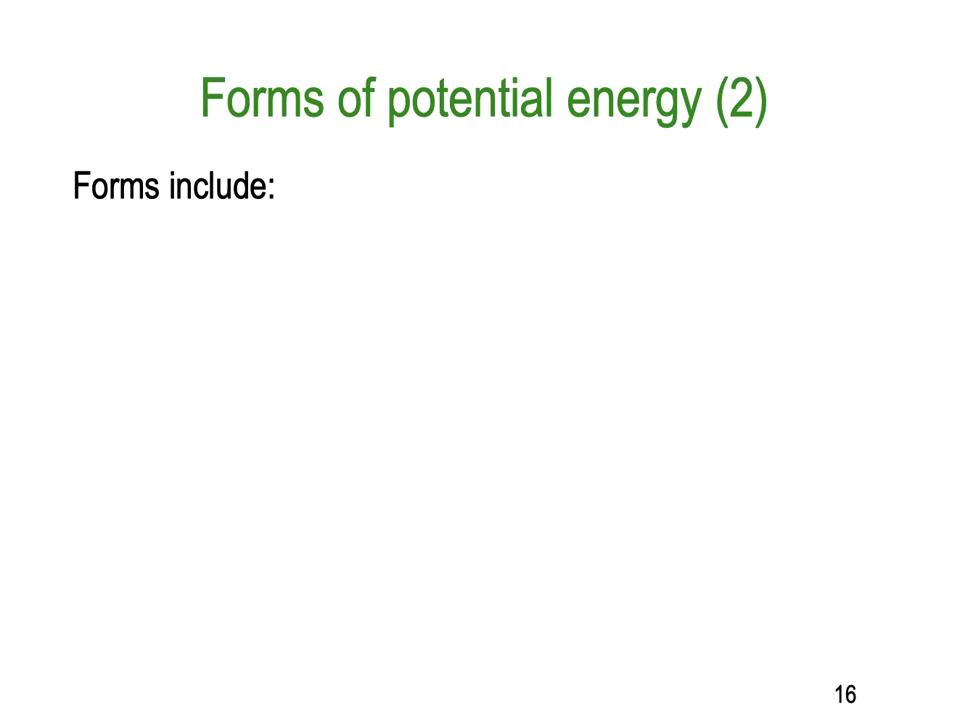 Forms of potential energy (2)
Forms include:
16